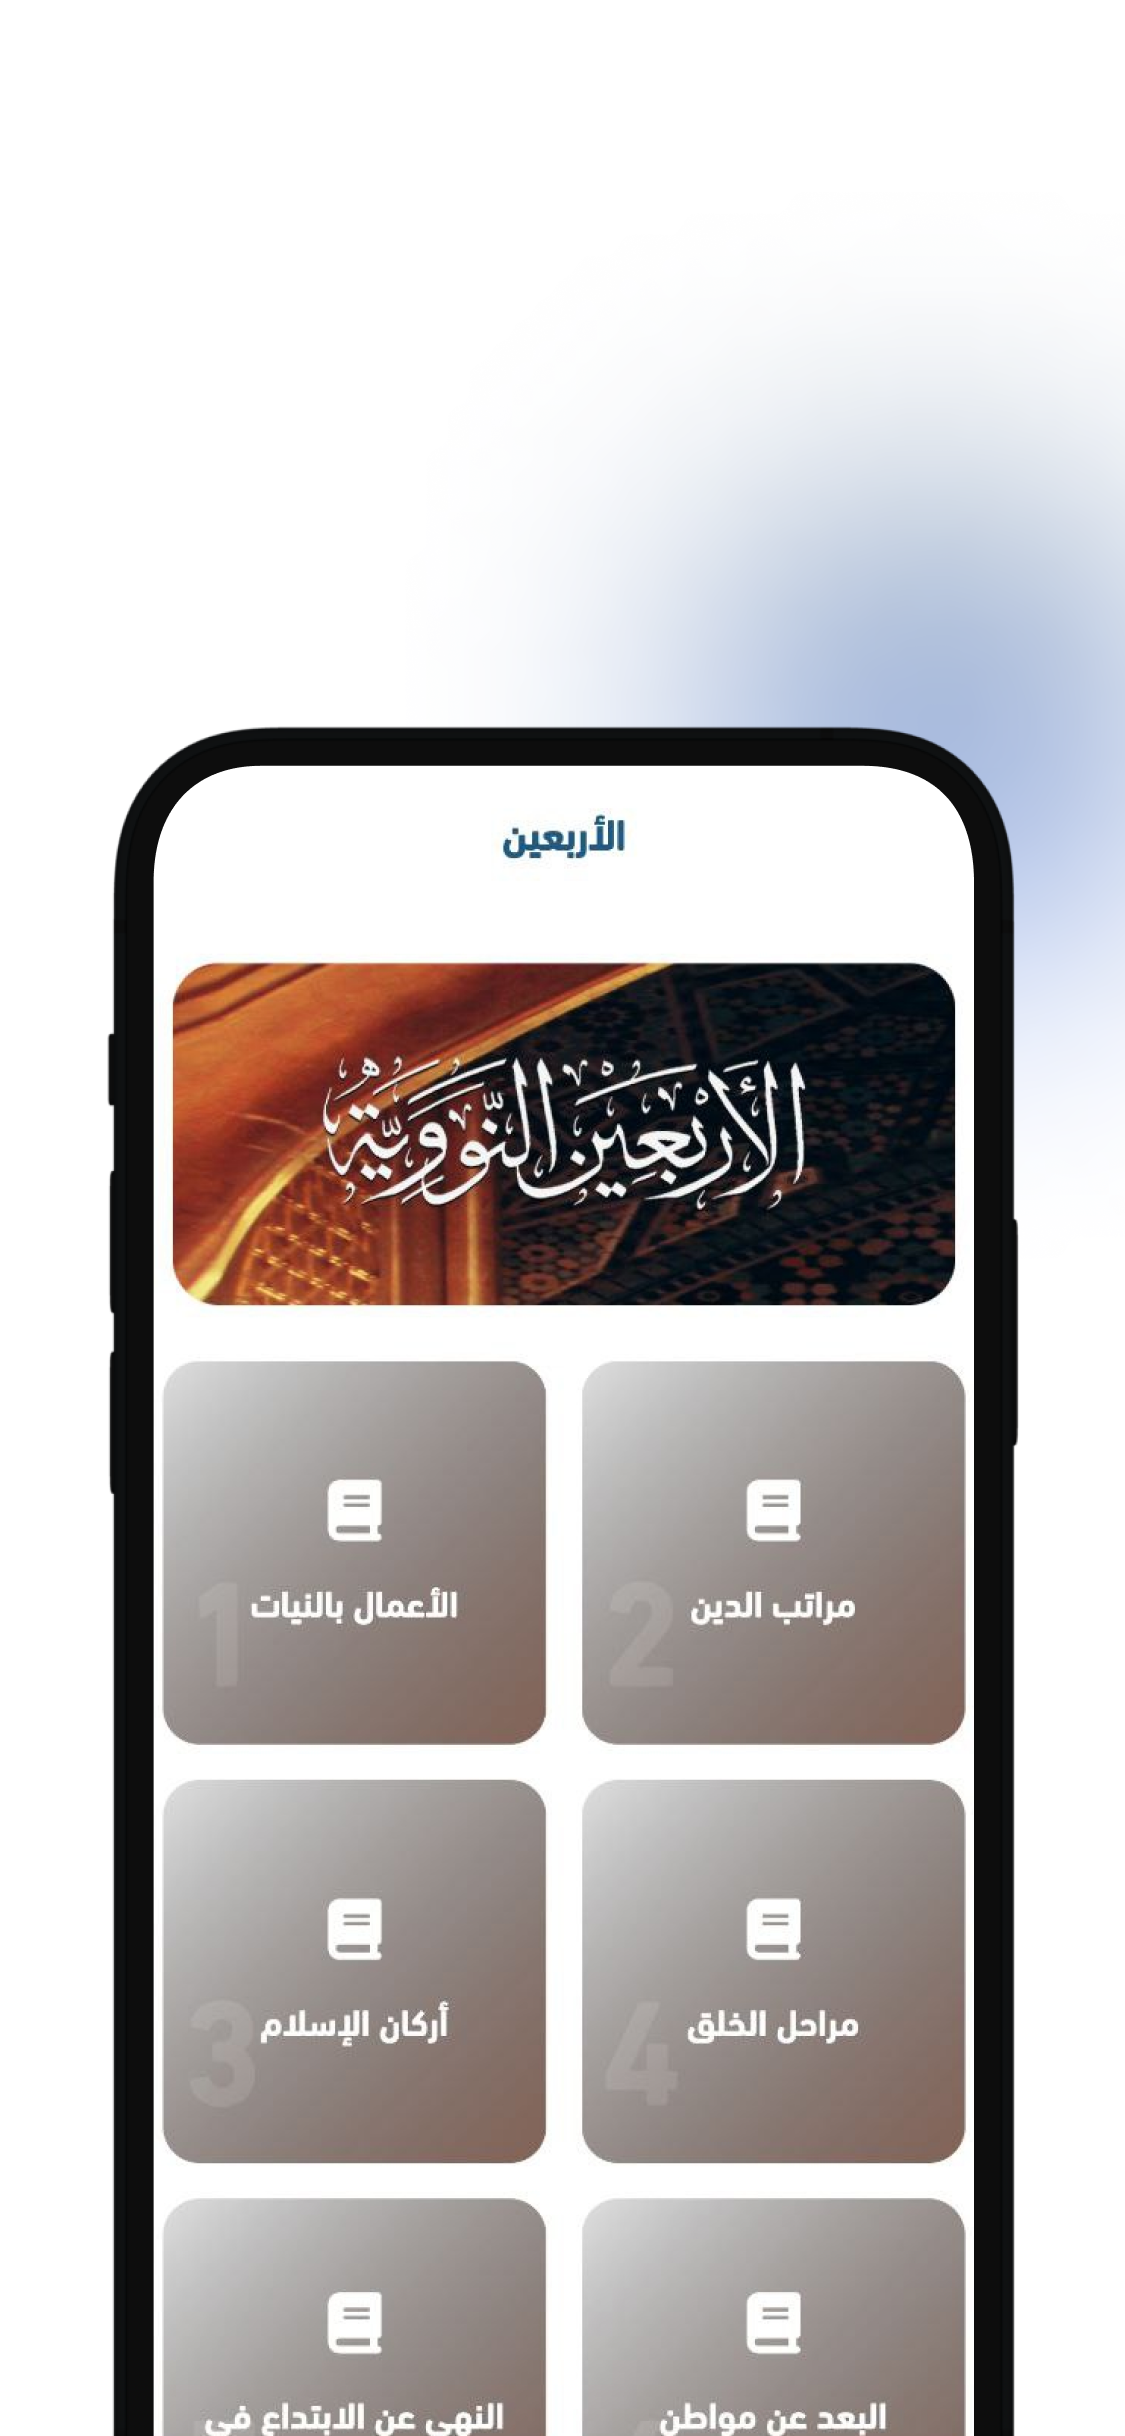 الأربعين
الأَرْبَعِينَ النَّوَوِيَّةُ
1
الأعمال بالنيات
2
مراتب الدين
3
أركان الإسلام
4
مراحل الخلق
النهي عن الابتداع في
البعد عن مواطن